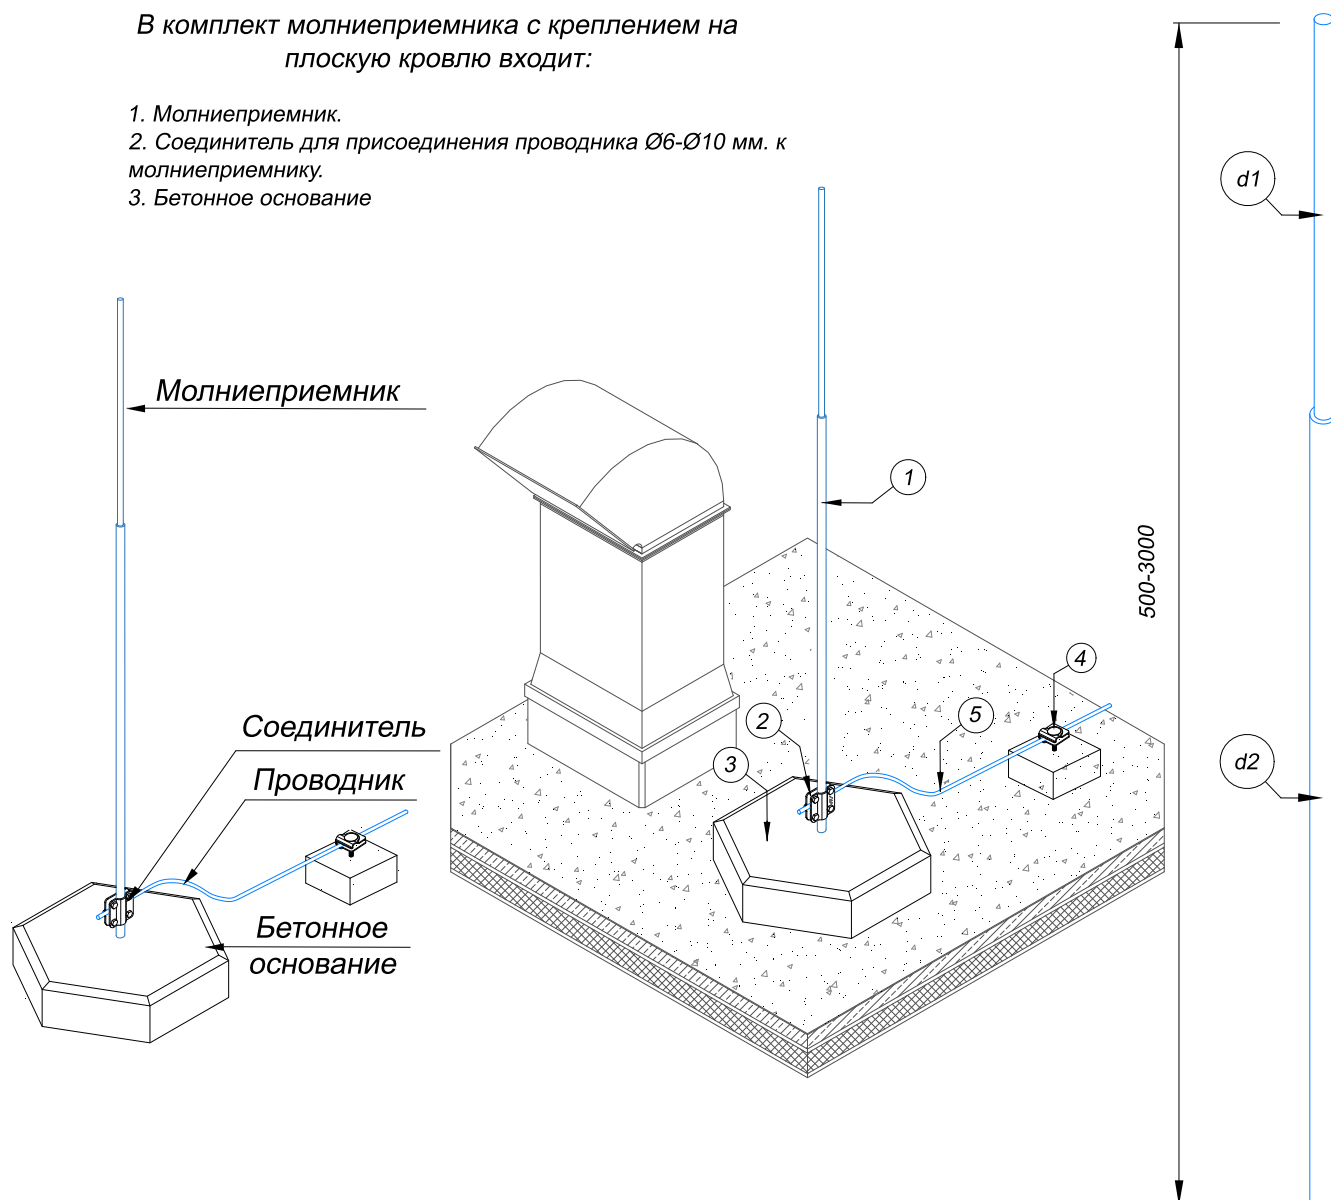 В комплект молниеприемника с креплением на
плоскую кровлю входит:
1. Молниеприемник.
2. Соединитель для присоединения проводника Ø6-Ø10 мм. к
молниеприемнику.
3. Бетонное основание
d1
Молниеприемник
1
500-3000
4
2
5
Соединитель
3
d2
Проводник
Бетонное
основание